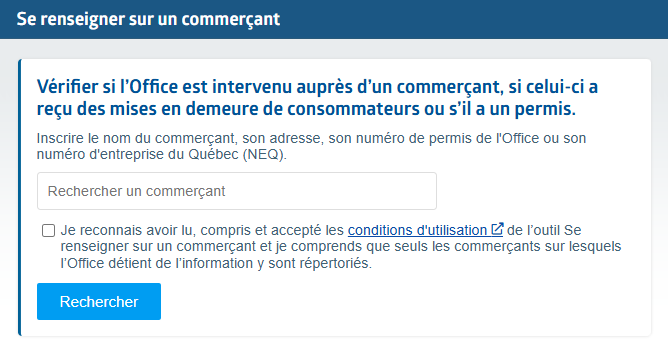 Se renseigner sur un commerçant
Vérifier si l'Office est intervenu auprès d'un commerçant, si celui-ci a
reçu des mises en demeure de consommateurs ou s'il a un permis.
Inscrire le nom du commerçant, son adresse, son numéro de permis de l'Office ou son
numéro d'entreprise du Québec (NEQ).
Rechercher un commerçant
Je reconnais avoir lu, compris et accepté les conditions d'utilisation de l'outil Se
renseigner sur un commerçant et je comprends que seuls les commerçants sur lesquels
l'Office détient de l'information y sont répertoriés.
Rechercher